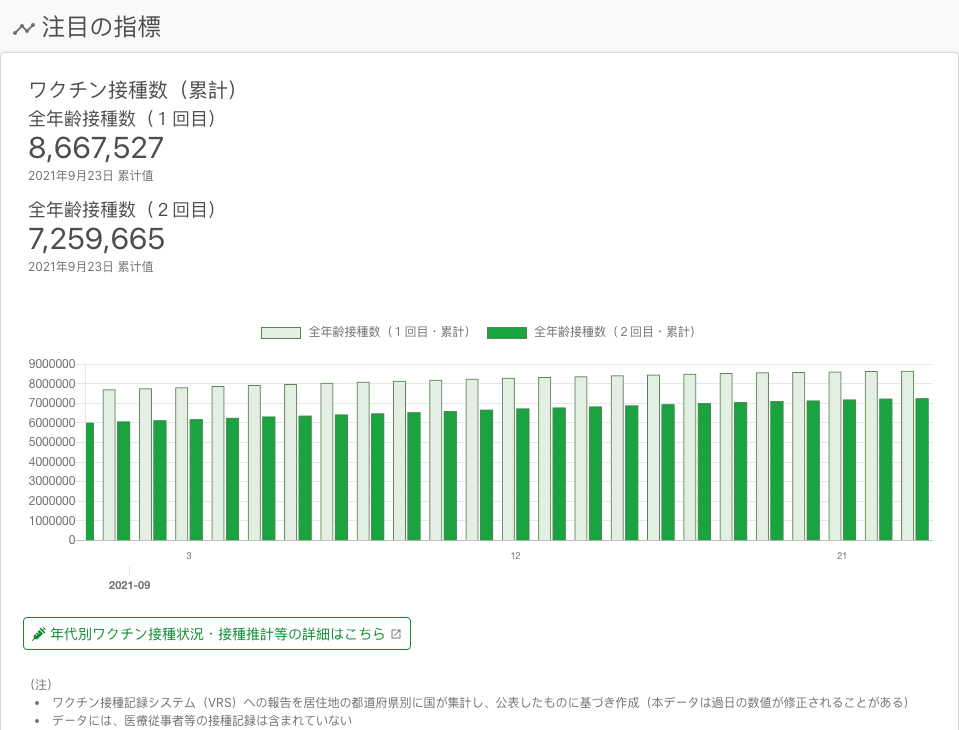 注目の指標
ワクチン接種数（累計）
全年齢接種数（１回目）
8,667,527
2021年9月23日 累计值
全年齢接種数（２回目）
7,259,665
2021年9月23日 累计值
全年齢接種数（１回目・累計） 全年齢接種数（２回目・累計）
9000000
8000000
7000000
6000000
5000000
4000000
3000000
2000000
1000000
0
3 12 21
2021-09
年代別ワクチン接種状況・接種推計等の詳細はこちら
（注）
• ワクチン接種記録システム（VRS）への報告を居住地の都道府県別に国が集計し、公表したものに基づき作成（本データは過日の数値が修正されることがある）
• データには、医療従事者等の接種記録は含まれていない